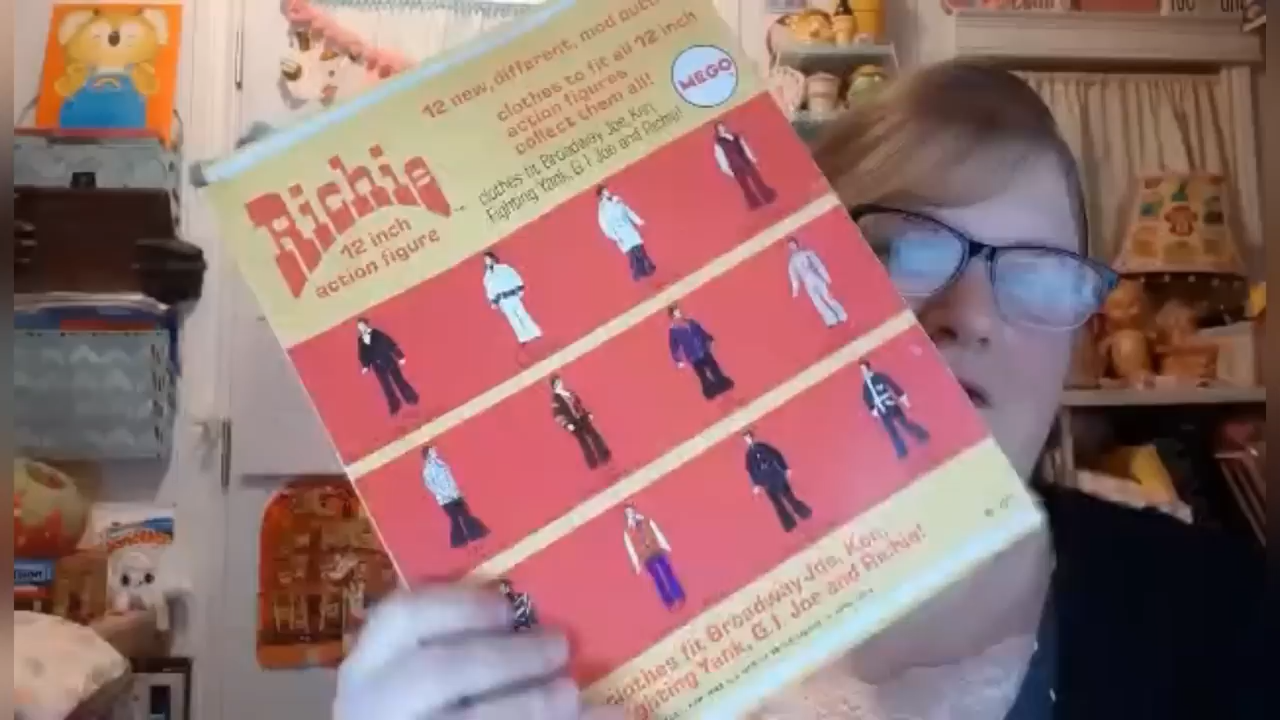 12 new, different, mod
clothes to fit all 12 inch
action figures
collect them all!
MEGO
clothes fit Broadway Joe, Ken,
Fighting Yank, G.I. Joe and Richie!
Richie
12 inch
action figure
clothes fit Broadway Joe, Ken,
ghting Yank, G.I. Joe and Richie!